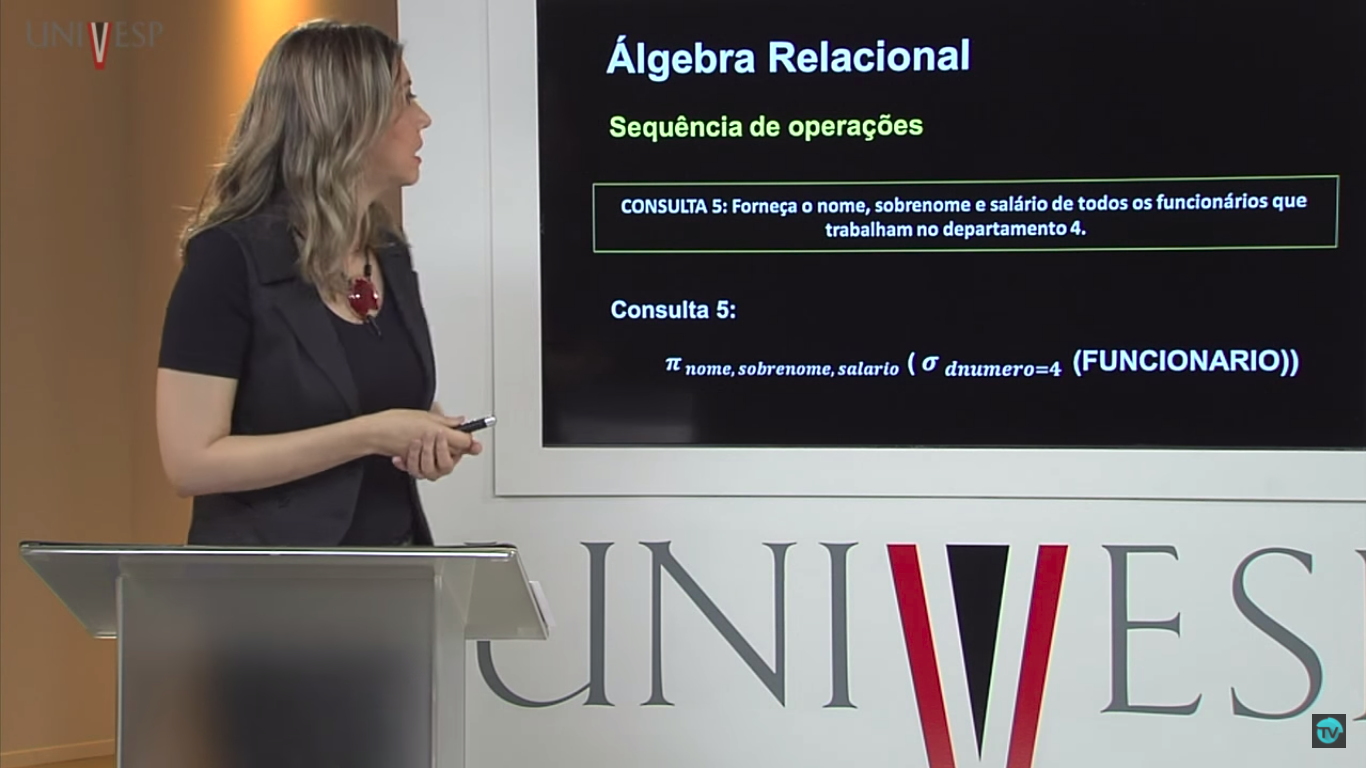 UNIVESP
Álgebra Relacional
Sequência de operações
CONSULTA 5: Forneça o nome, sobrenome e salário de todos os funcionários que
trabalham no departamento 4.
Consulta 5:
π nome, sobrenome, salario ( σ dnumero=4 (FUNCIONARIO))
UNIVESP
TV